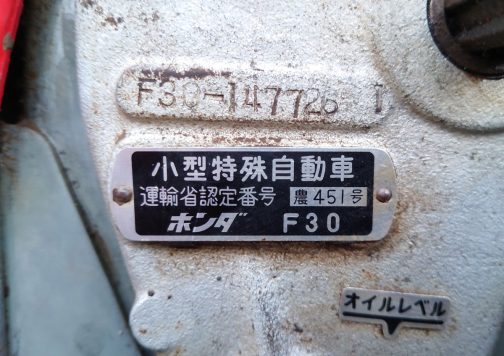 F30-147726
小型特殊自動車
運輸省認定番号 農451号
ホンダ F30
オイルレベル